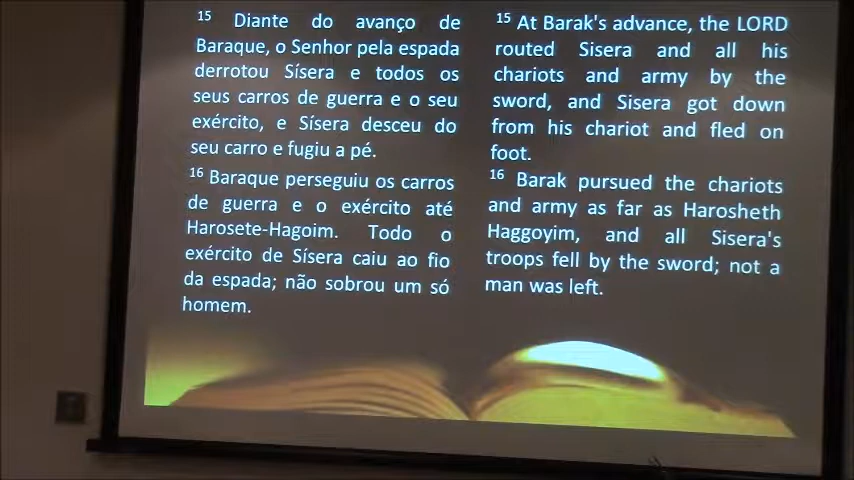 15 Diante do avanço de
Baraque, o Senhor pela espada
derrotou Sísera e todos os
seus carros de guerra e o seu
exército, e Sísera desceu do
seu carro e fugiu a pé.
16 Baraque perseguiu os carros
de guerra e o exército até
Harosete-Hagoim. Todo o
exército de Sísera caiu ao fio
da espada; não sobrou um só
homem.
15 At Barak's advance, the LORD
routed Sisera and all his
chariots and army by the
sword, and Sisera got down
from his chariot and fled on
foot.
16 Barak pursued the chariots
and army as far as Harosheth
Haggoyim, and all Sisera's
troops fell by the sword; not a
man was left.